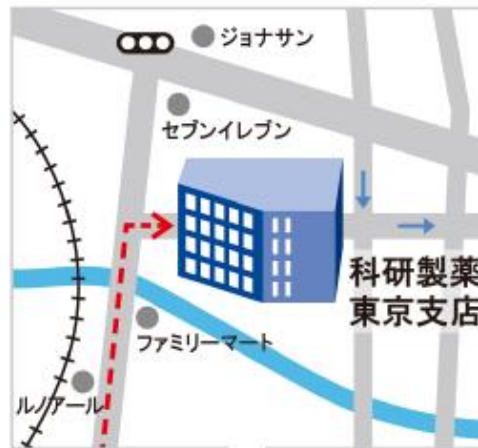 ジョナサン
セブンイレブン
科研製薬
東京支店
ファミリーマート
ルノアール